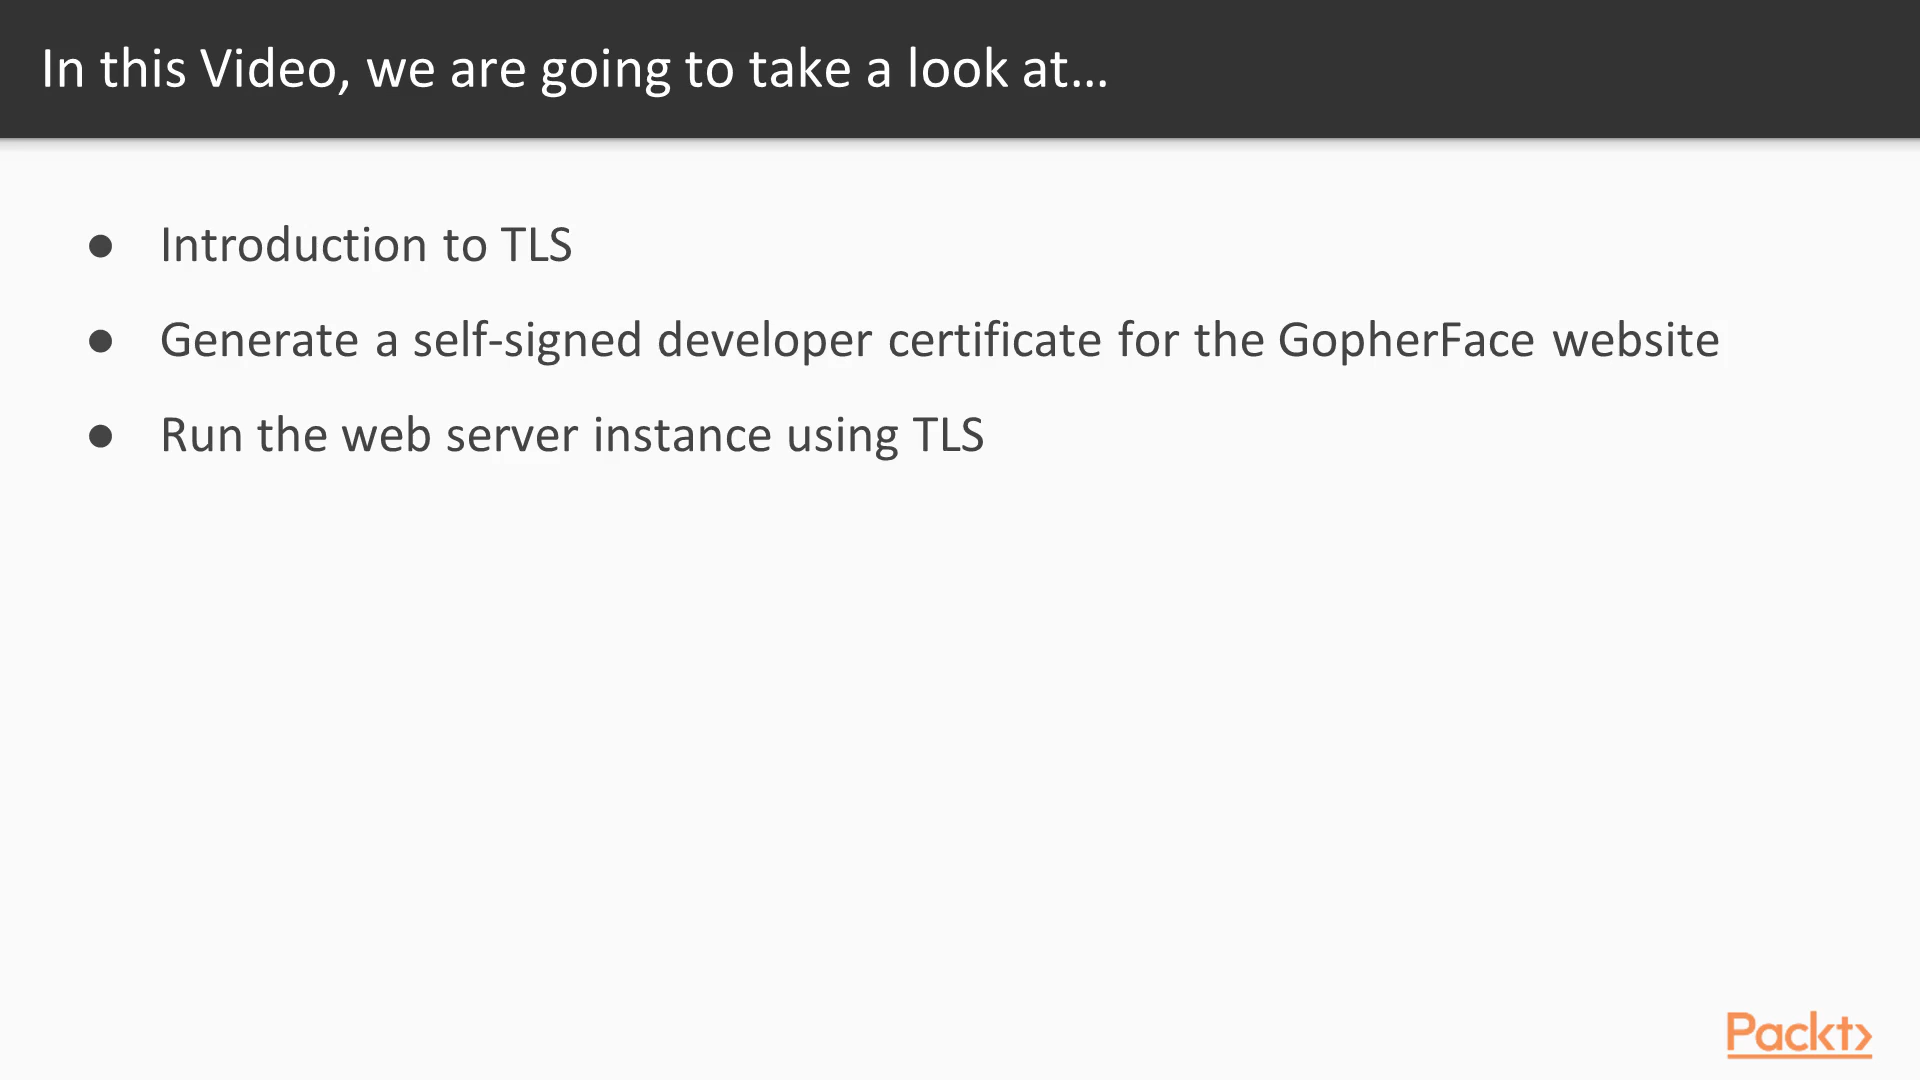 In this Video, we are going to take a look at...
● Introduction to TLS
● Generate a self-signed developer certificate for the GopherFace website
● Run the web server instance using TLS
Packt>